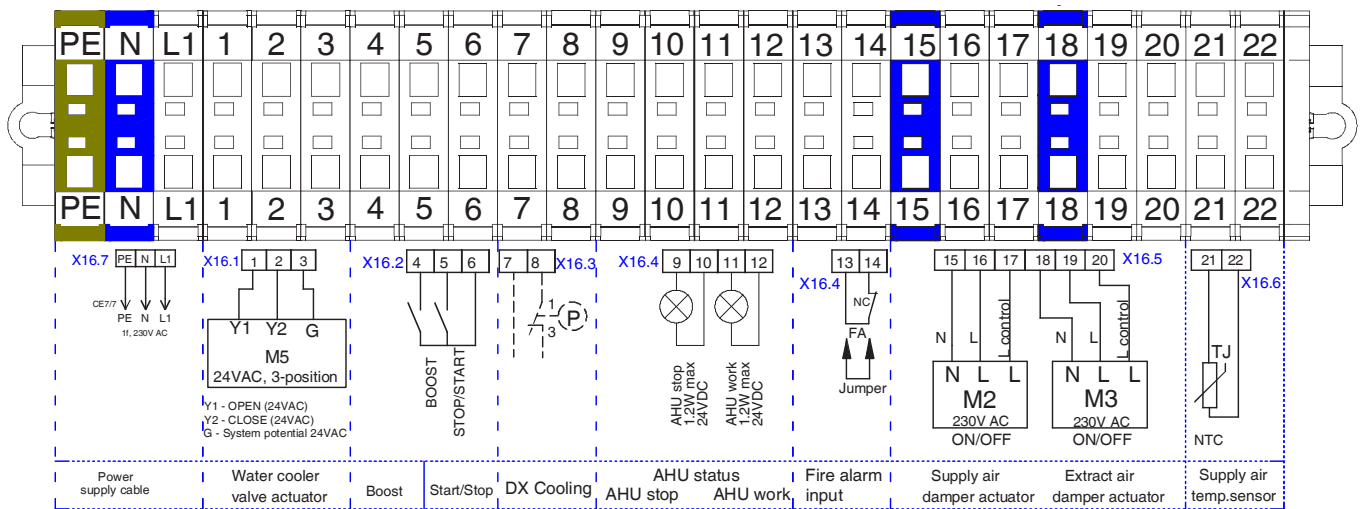 PE N L1 1 2 3 4 5 6 7 8 9 10 11 12 13 14 15 16 17 18 19 20 21 22
PE N L1 1 2 3 4 5 6 7 8 9 10 11 12 13 14 15 16 17 18 19 20 21 22
X16.7 PE N L1
CE7/7
PE N L1
1f, 230V AC
X16.1 1 2 3
Y1 Y2 G
M5
24VAC, 3-position
Y1 - OPEN (24VAC)
Y2 - CLOSE (24VAC)
G - System potential 24VAC
X16.2 4 5 6
BOOST
STOP/START
7 8 X16.3
1
P
3
X16.4 9 10 11 12
AHU stop
1.2W max
24VDC
AHU work
1.2W max
24VDC
13 14
X16.4
NC
FA
Jumper
15 16 17 18 19 20 X16.5
N L L control
N L L
M2
230V AC
ON/OFF
N L L control
N L L
M3
230V AC
ON/OFF
21 22
X16.6
TJ
NTC
Power
supply cable
Water cooler
valve actuator
Boost
Start/Stop
DX Cooling
AHU status
AHU stop AHU work
Fire alarm
input
Supply air
damper actuator
Extract air
damper actuator
Supply air
temp.sensor